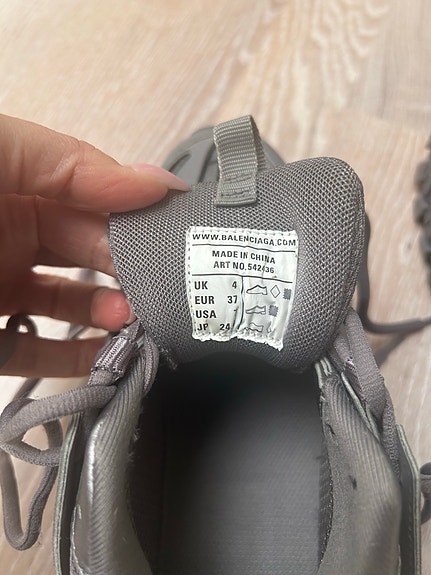 WWW.BALENCIAGA.COM
MADE IN CHINA
ART NO.542436
UK 4
EUR 37
USA
JP 24